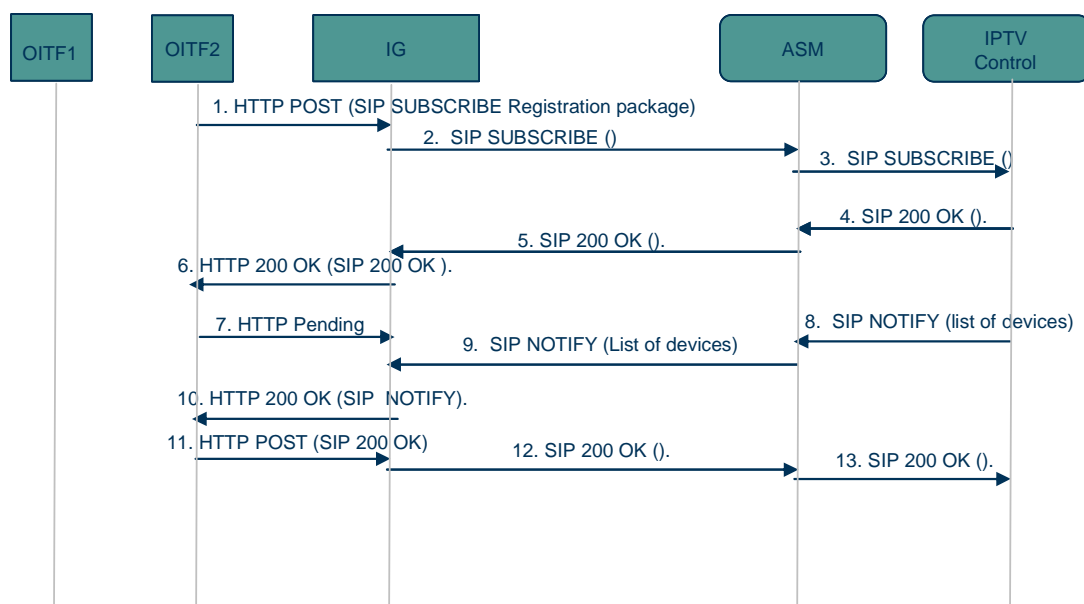 OITF1
OITF2
IG
ASM
IPTV
Control
1. HTTP POST (SIP SUBSCRIBE Registration package)
2. SIP SUBSCRIBE ()
3. SIP SUBSCRIBE ()
4. SIP 200 OK ().
5. SIP 200 OK ().
6. HTTP 200 OK (SIP 200 OK ).
7. HTTP Pending
8. SIP NOTIFY (list of devices)
9. SIP NOTIFY (List of devices)
10. HTTP 200 OK (SIP NOTIFY).
11. HTTP POST (SIP 200 OK)
12. SIP 200 OK ().
13. SIP 200 OK ().